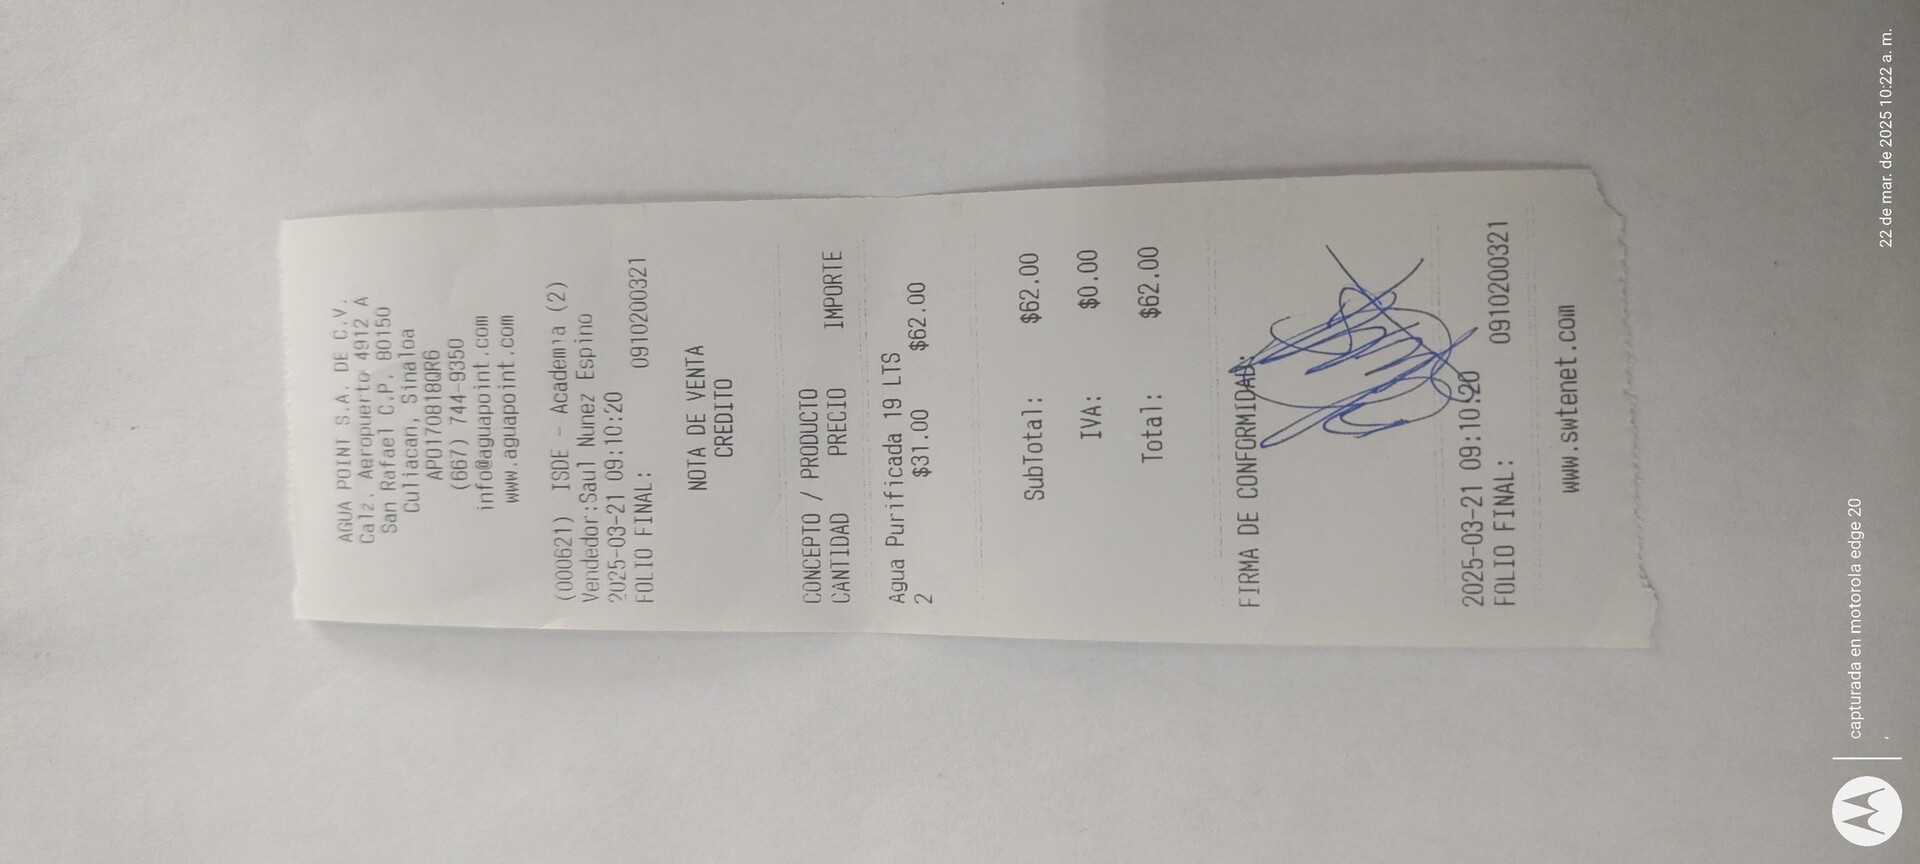 AGUA POINT S.A. DE C.V.
Calz. Aeropuerto 4912 A
San Rafael C.P. 80150
Culiacan, Sinaloa
APO170818QR6
(667) 744-9350
info@aguapoint.com
www.aguapoint.com
(000621) ISDE - Academia (2)
Vendedor:Saul Nunez Espino
2025-03-21 09:10:20
FOLIO FINAL: 0910200321
NOTA DE VENTA
CREDITO
CONCEPTO / PRODUCTO
CANTIDAD PRECIO IMPORTE
Agua Purificada 19 LTS
2 $31.00 $62.00
SubTotal: $62.00
IVA: $0.00
Total: $62.00
FIRMA DE CONFORMIDAD:
2025-03-21 09:10:20
FOLIO FINAL: 0910200321
www.swtenet.com
capturada en motorola edge 20
,
22 de mar. de 2025 10:22 a. m.